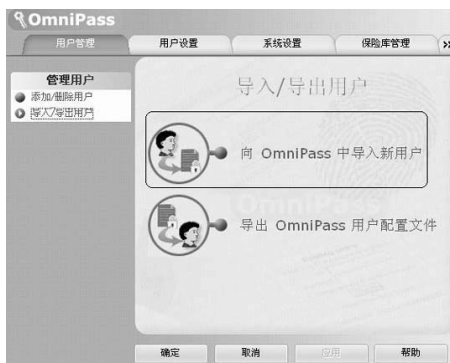 OmniPass
用户管理 用户设置 系统设置 保险库管理 »
管理用户
添加/删除用户
导入/导出用户
导入/导出用户
向 OmniPass 中导入新用户
OmniPass
导出 OmniPass 用户配置文件
确定 取消 应用 帮助